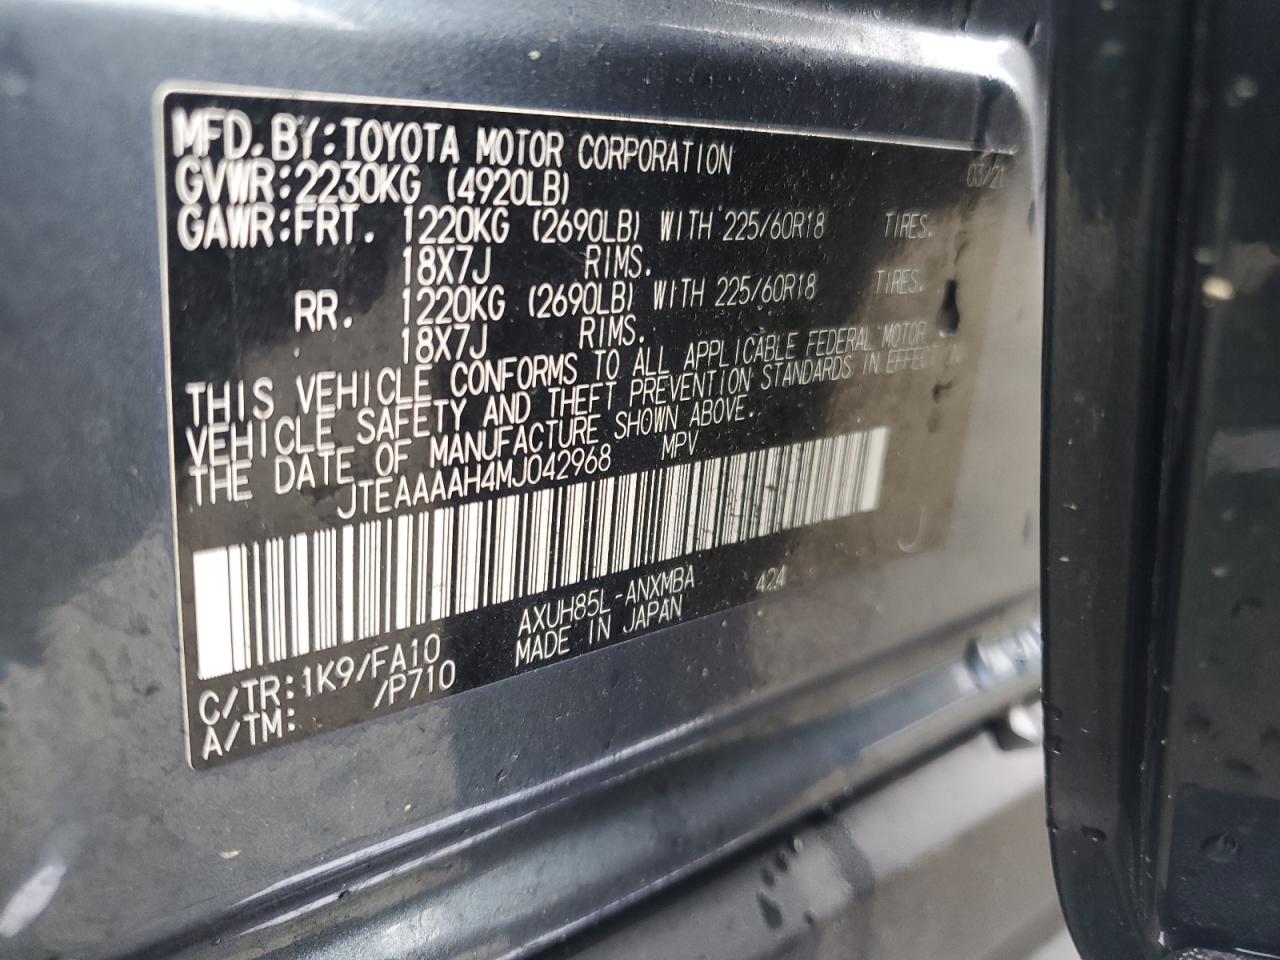 MFD. BY: TOYOTA MOTOR CORPORATION 03/21
GVWR: 2230KG (4920LB)
GAWR: FRT. 1220KG (2690LB) WITH 225/60R18 TIRES.
18X7J RIMS.
RR. 1220KG (2690LB) WITH 225/60R18 TIRES.
18X7J RIMS.
THIS VEHICLE CONFORMS TO ALL APPLICABLE FEDERAL MOTOR
VEHICLE SAFETY AND THEFT PREVENTION STANDARDS IN EFFECT
THE DATE OF MANUFACTURE SHOWN ABOVE.
JTEAAAAH4MJ042968 MPV
J
AXUH85L-ANXMBA 424
C/TR: 1K9/FA10 MADE IN JAPAN
A/TM: /P710